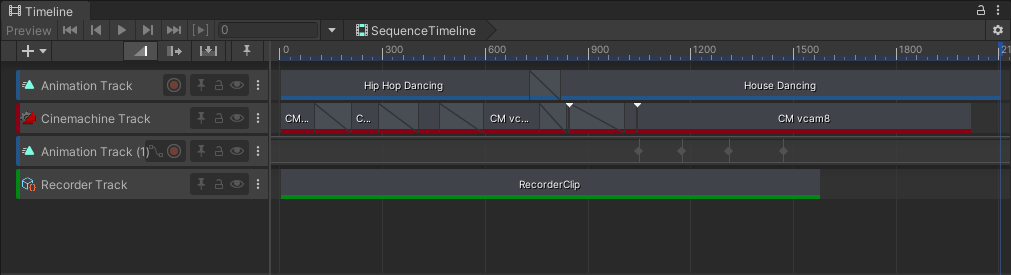 Timeline
Preview 0 SequenceTimeline
0 300 600 900 1200 1500 1800 21
Animation Track Hip Hop Dancing House Dancing
Cinemachine Track CM... C... CM vc... CM vcam8
Animation Track (1)
Recorder Track RecorderClip